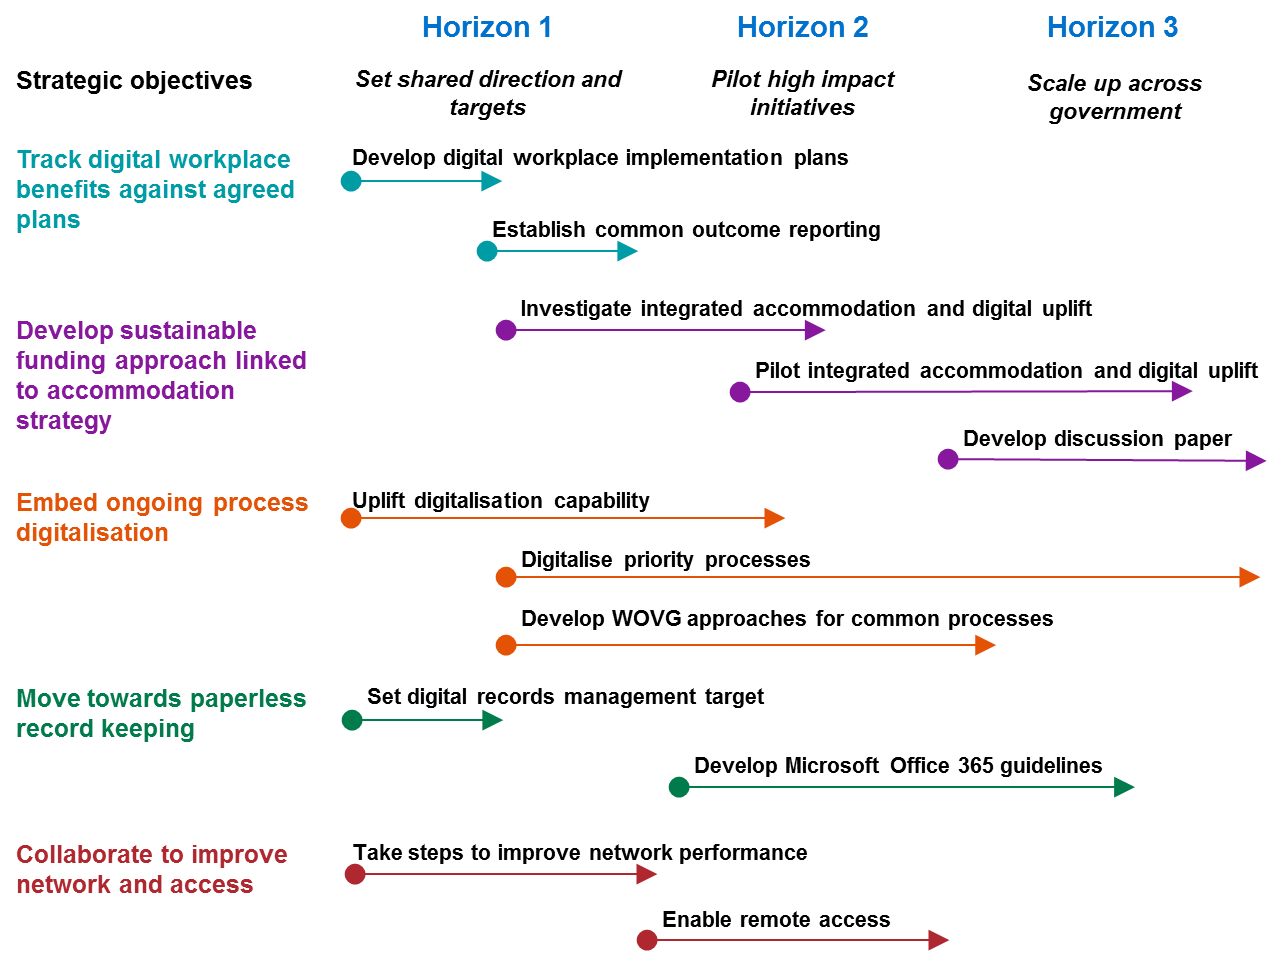 Horizon 1
Horizon 2
Horizon 3
Strategic objectives
Set shared direction and
targets
Pilot high impact
initiatives
Scale up across
government
Track digital workplace
benefits against agreed
plans
Develop digital workplace implementation plans
Establish common outcome reporting
Develop sustainable
funding approach linked
to accommodation
strategy
Investigate integrated accommodation and digital uplift
Pilot integrated accommodation and digital uplift
Develop discussion paper
Embed ongoing process
digitalisation
Uplift digitalisation capability
Digitalise priority processes
Develop WOVG approaches for common processes
Move towards paperless
record keeping
Set digital records management target
Develop Microsoft Office 365 guidelines
Collaborate to improve
network and access
Take steps to improve network performance
Enable remote access